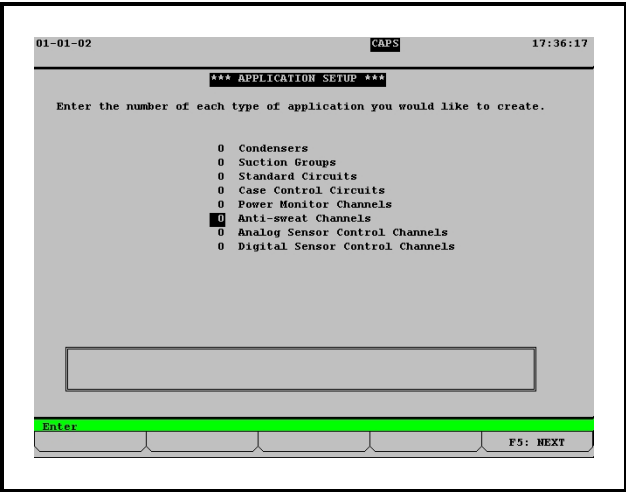 01-01-02 CAPS 17:36:17
*** APPLICATION SETUP ***
Enter the number of each type of application you would like to create.
0 Condensers
0 Suction Groups
0 Standard Circuits
0 Case Control Circuits
0 Power Monitor Channels
0 Anti-sweat Channels
0 Analog Sensor Control Channels
0 Digital Sensor Control Channels
Enter
F5: NEXT